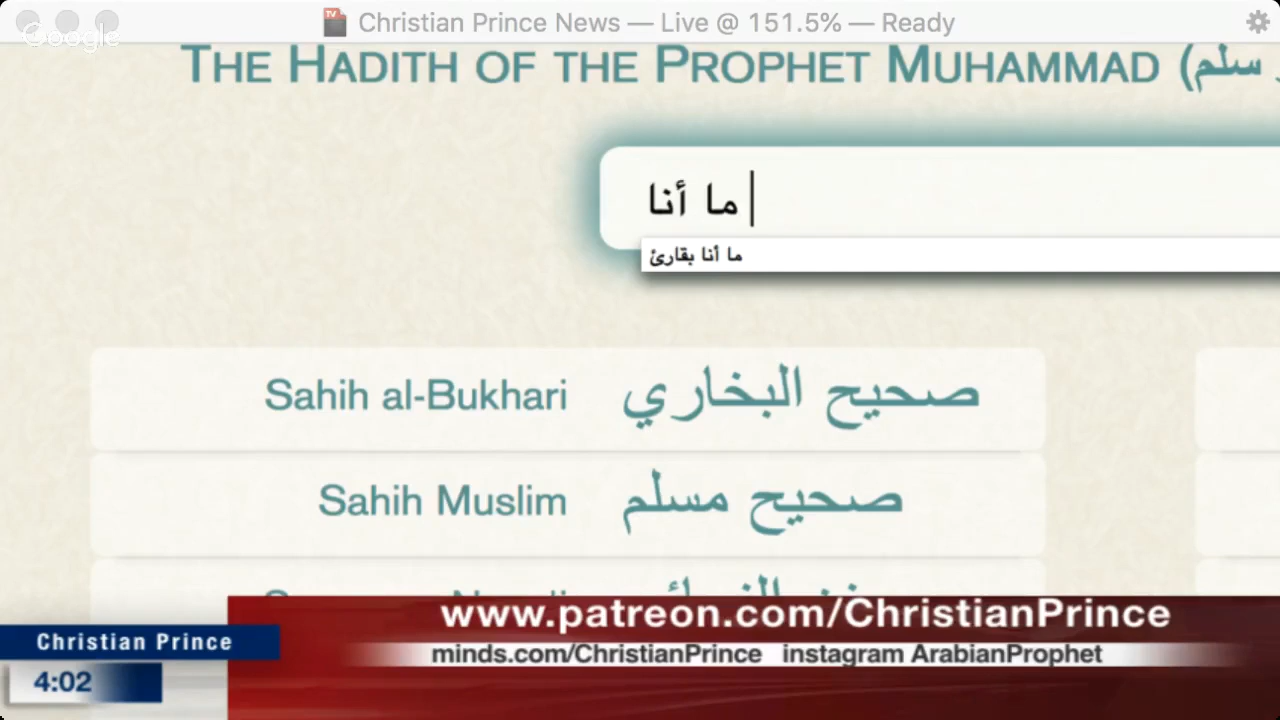 Christian Prince News — Live @ 151.5% — Ready
Google
THE HADITH OF THE PROPHET MUHAMMAD (سلم
ما أنا
ما أنا بقارئ
Sahih al-Bukhari صحيح البخاري
Sahih Muslim صحيح مسلم
www.patreon.com/ChristianPrince
Christian Prince
minds.com/ChristianPrince instagram ArabianProphet
4:02